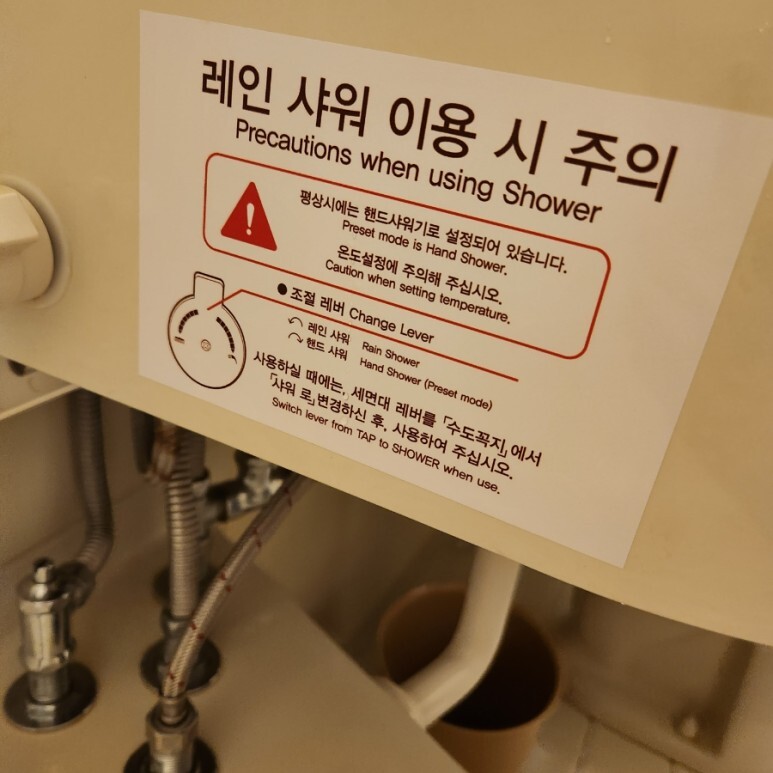 레인 샤워 이용 시 주의
Precautions when using Shower
평상시에는 핸드샤워기로 설정되어 있습니다.
Preset mode is Hand Shower.
온도설정에 주의해 주십시오.
Caution when setting temperature.
● 조절 레버 Change Lever
레인 샤워 Rain Shower
핸드 샤워 Hand Shower (Preset mode)
사용하실 때에는, 세면대 레버를 「수도꼭지」에서
「샤워 로」변경하신 후, 사용하여 주십시오.
Switch lever from TAP to SHOWER when use.